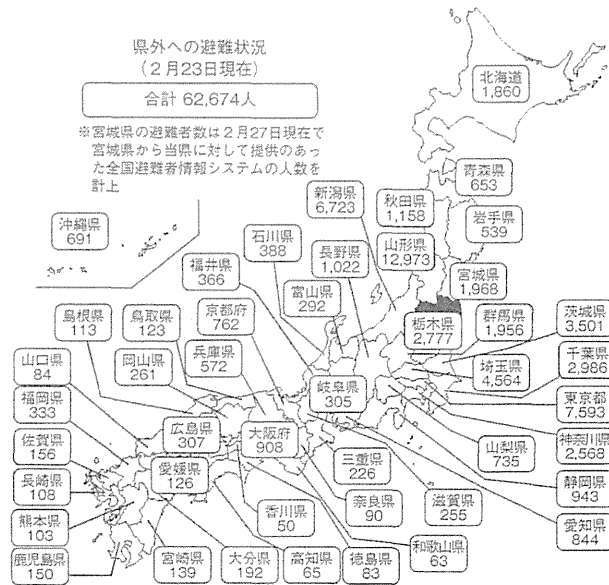 県外への避難状況
(2月23日現在)
合計 62,674人
※宮城県の避難者数は2月27日現在で
宮城県から当県に対して提供のあっ
た全国避難者情報システムの人数を
計上
北海道
1,860
青森県
653
秋田県
1,158
岩手県
539
山形県
12,973
宮城県
1,968
新潟県
6,723
沖縄県
691
石川県
388
長野県
1,022
福井県
366
富山県
292
栃木県
2,777
群馬県
1,956
茨城県
3,501
島根県
113
鳥取県
123
京都府
762
千葉県
2,986
埼玉県
4,564
山口県
84
岡山県
261
兵庫県
572
岐阜県
305
東京都
7,593
福岡県
333
広島県
307
大阪府
908
山梨県
735
神奈川県
2,568
佐賀県
156
愛媛県
126
三重県
226
静岡県
943
長崎県
108
香川県
50
奈良県
90
滋賀県
255
愛知県
844
熊本県
103
鹿児島県
150
宮崎県
139
大分県
192
高知県
65
徳島県
83
和歌山県
63